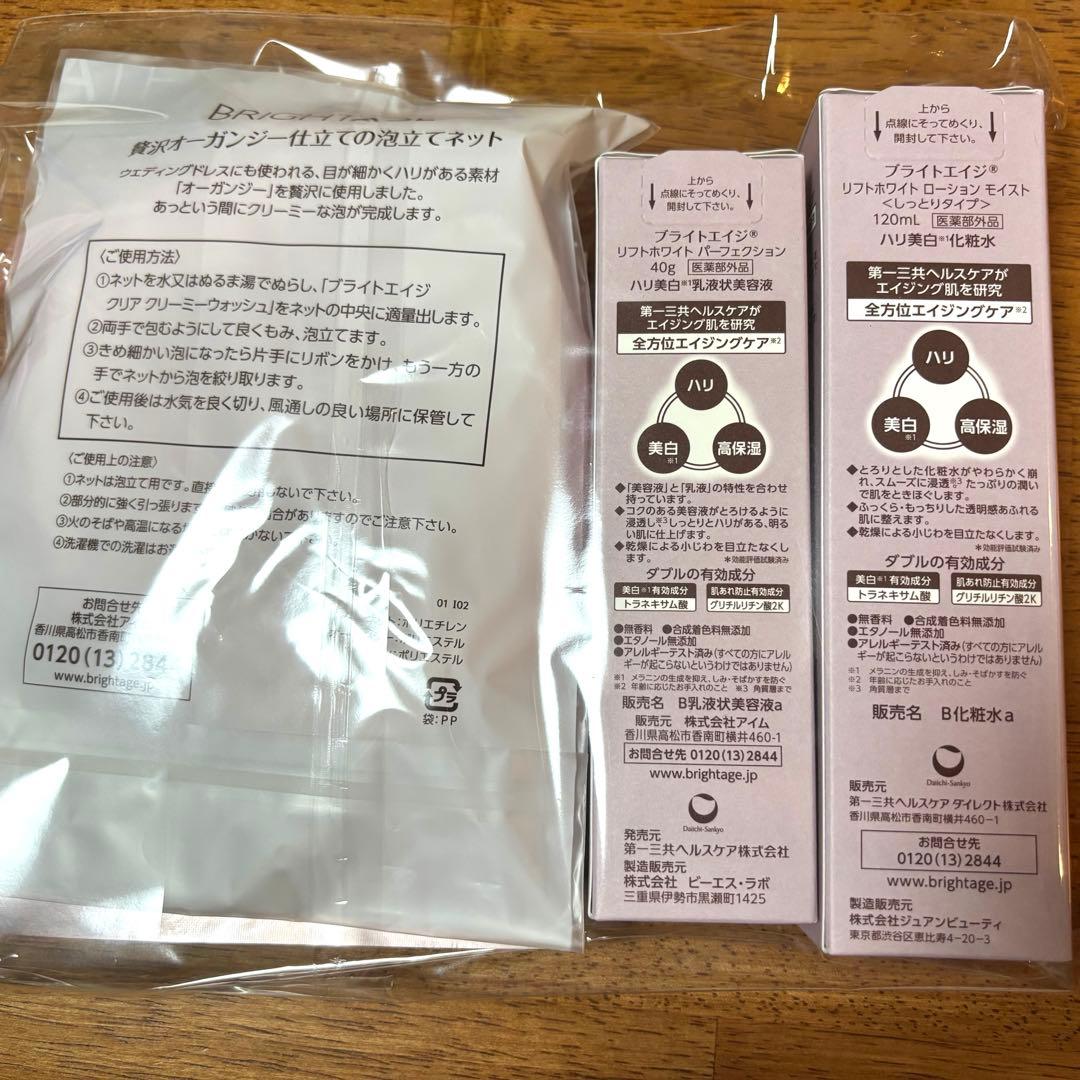 BRIGHTAGE
贅沢オーガンジー仕立ての泡立てネット
ウエディングドレスにも使われる、目が細かくハリがある素材
「オーガンジー」を贅沢に使用しました。
あっという間にクリーミーな泡が完成します。
〈ご使用方法〉
①ネットを水又はぬるま湯でぬらし、「ブライトエイジ
クリア クリーミーウォッシュ」をネットの中央に適量出します。
②両手で包むようにして良くもみ、泡立てます。
③きめ細かい泡になったら片手にリボンをかけ、もう一方の
手でネットから泡を絞り取ります。
④ご使用後は水気を良く切り、風通しの良い場所に保管して
下さい。
〈ご使用上の注意〉
①ネットは泡立て用です。直接
しないで下さい。
②部分的に強く引っ張りま
場合がありますのでご注意下さい。
③火のそばや高温になる
かないで下さい。
④洗濯機での洗濯はお
01 I02
お問合せ先
株式会社アイム
香川県高松市香南町横
0120(13)2844
www.brightage.jp
ポリエチレン
ポリエステル
ポリエステル
プラ
袋:PP
上から
点線にそってめくり、
開封して下さい。
ブライトエイジ®
リフトホワイト パーフェクション
40g 医薬部外品
ハリ美白※1乳液状美容液
第一三共ヘルスケアが
エイジング肌を研究
全方位エイジングケア※2
ハリ
美白※1
高保湿
◆「美容液」と「乳液」の特性を合わせ
持っています。
◆コクのある美容液がとろけるように
浸透し※3しっとりとハリがある、明る
い肌に仕上げます。
◆乾燥による小じわを目立たなくし
ます。 *効能評価試験済み
ダブルの有効成分
美白※1有効成分
トラネキサム酸
肌あれ防止有効成分
グリチルリチン酸2K
●無香料 ●合成着色料無添加
●エタノール無添加
●アレルギーテスト済み(すべての方にアレル
ギーが起こらないというわけではありません)
※1 メラニンの生成を抑え、しみ・そばかすを防ぐ
※2 年齢に応じたお手入れのこと ※3 角質層まで
販売名 B乳液状美容液a
販売元 株式会社アイム
香川県高松市香南町横井460-1
お問合せ先 0120(13)2844
www.brightage.jp
Daiichi-Sankyo
発売元
第一三共ヘルスケア株式会社
製造販売元
株式会社 ビーエス・ラボ
三重県伊勢市黒瀬町1425
上から
点線にそってめくり、
開封して下さい。
ブライトエイジ®
リフトホワイト ローション モイスト
<しっとりタイプ>
120mL 医薬部外品
ハリ美白※1化粧水
第一三共ヘルスケアが
エイジング肌を研究
全方位エイジングケア※2
ハリ
美白※1
高保湿
◆とろりとした化粧水がやわらかく崩
れ、スムーズに浸透※3 たっぷりの潤い
で肌をときほぐします。
◆ふっくら・もっちりした透明感あふれる
肌に整えます。
◆乾燥による小じわを目立たなくします。
*効能評価試験済み
ダブルの有効成分
美白※1有効成分
トラネキサム酸
肌あれ防止有効成分
グリチルリチン酸2K
●無香料 ●合成着色料無添加
●エタノール無添加
●アレルギーテスト済み(すべての方にアレル
ギーが起こらないというわけではありません)
※1 メラニンの生成を抑え、しみ・そばかすを防ぐ
※2 年齢に応じたお手入れのこと
※3 角質層まで
販売名 B化粧水a
Daiichi-Sankyo
販売元
第一三共ヘルスケア ダイレクト株式会社
香川県高松市香南町横井460-1
お問合せ先
0120(13)2844
www.brightage.jp
製造販売元
株式会社ジュアンビューティ
東京都渋谷区恵比寿4-20-3